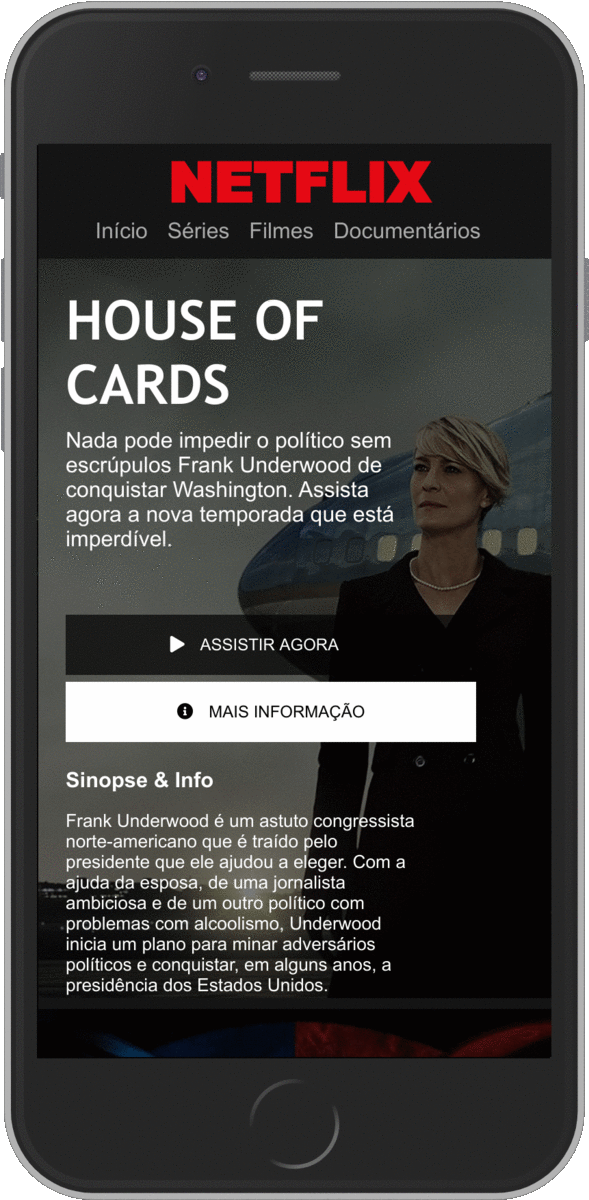 NETFLIX
Início Séries Filmes Documentários
HOUSE OF
CARDS
Nada pode impedir o político sem
escrúpulos Frank Underwood de
conquistar Washington. Assista
agora a nova temporada que está
imperdível.
ASSISTIR AGORA
MAIS INFORMAÇÃO
Sinopse & Info
Frank Underwood é um astuto congressista
norte-americano que é traído pelo
presidente que ele ajudou a eleger. Com a
ajuda da esposa, de uma jornalista
ambiciosa e de um outro político com
problemas com alcoolismo, Underwood
inicia um plano para minar adversários
políticos e conquistar, em alguns anos, a
presidência dos Estados Unidos.